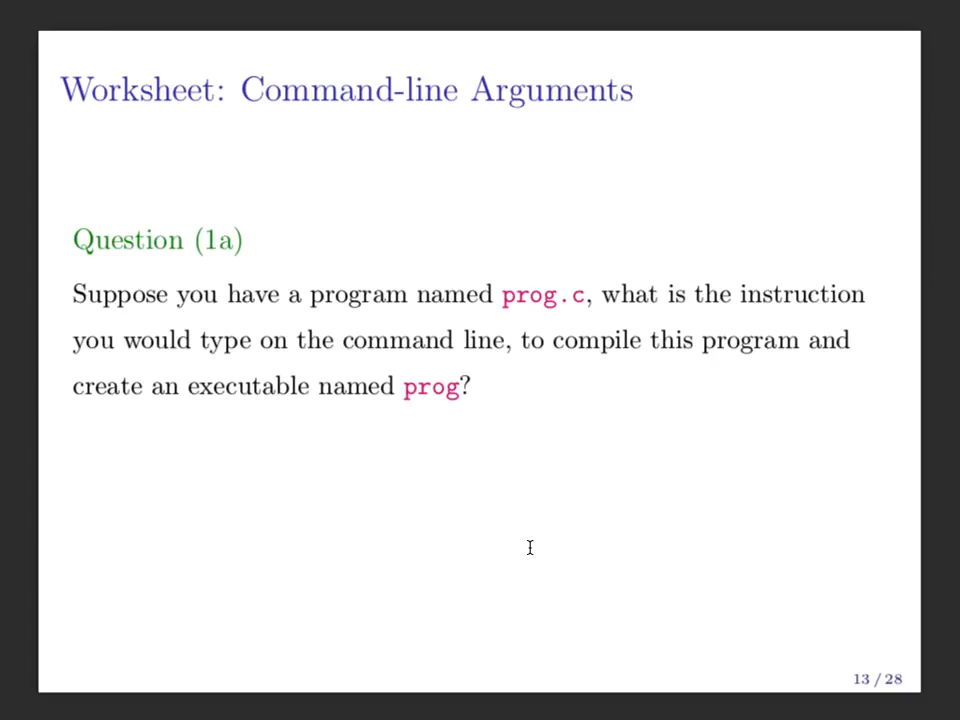 Worksheet: Command-line Arguments
Question (1a)
Suppose you have a program named prog.c, what is the instruction
you would type on the command line, to compile this program and
create an executable named prog?
13 / 28